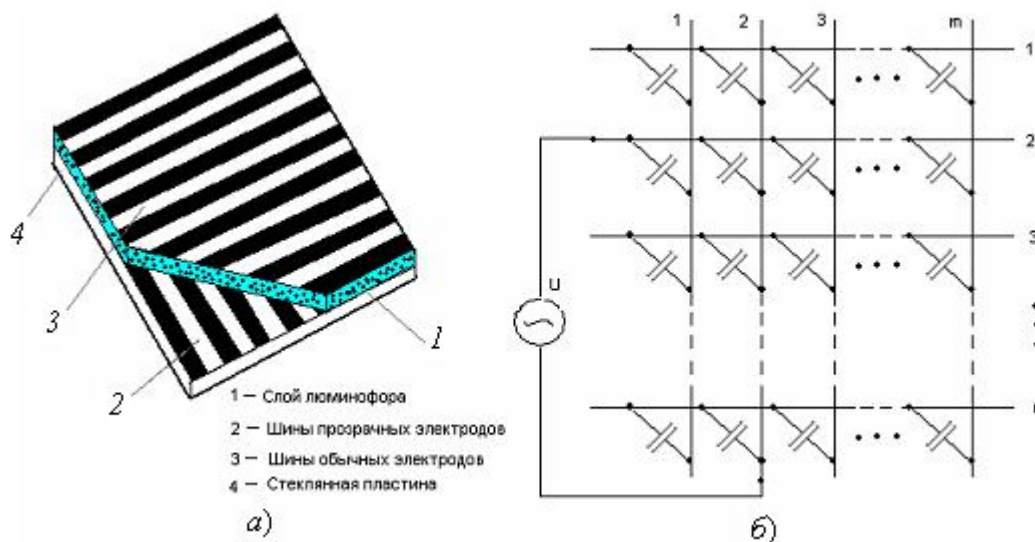 1 2 3 m
1
2
3
u
4
3
2
1
1 – Слой люминофора
2 – Шины прозрачных электродов
3 – Шины обычных электродов
4 – Стеклянная пластина
а)
б)